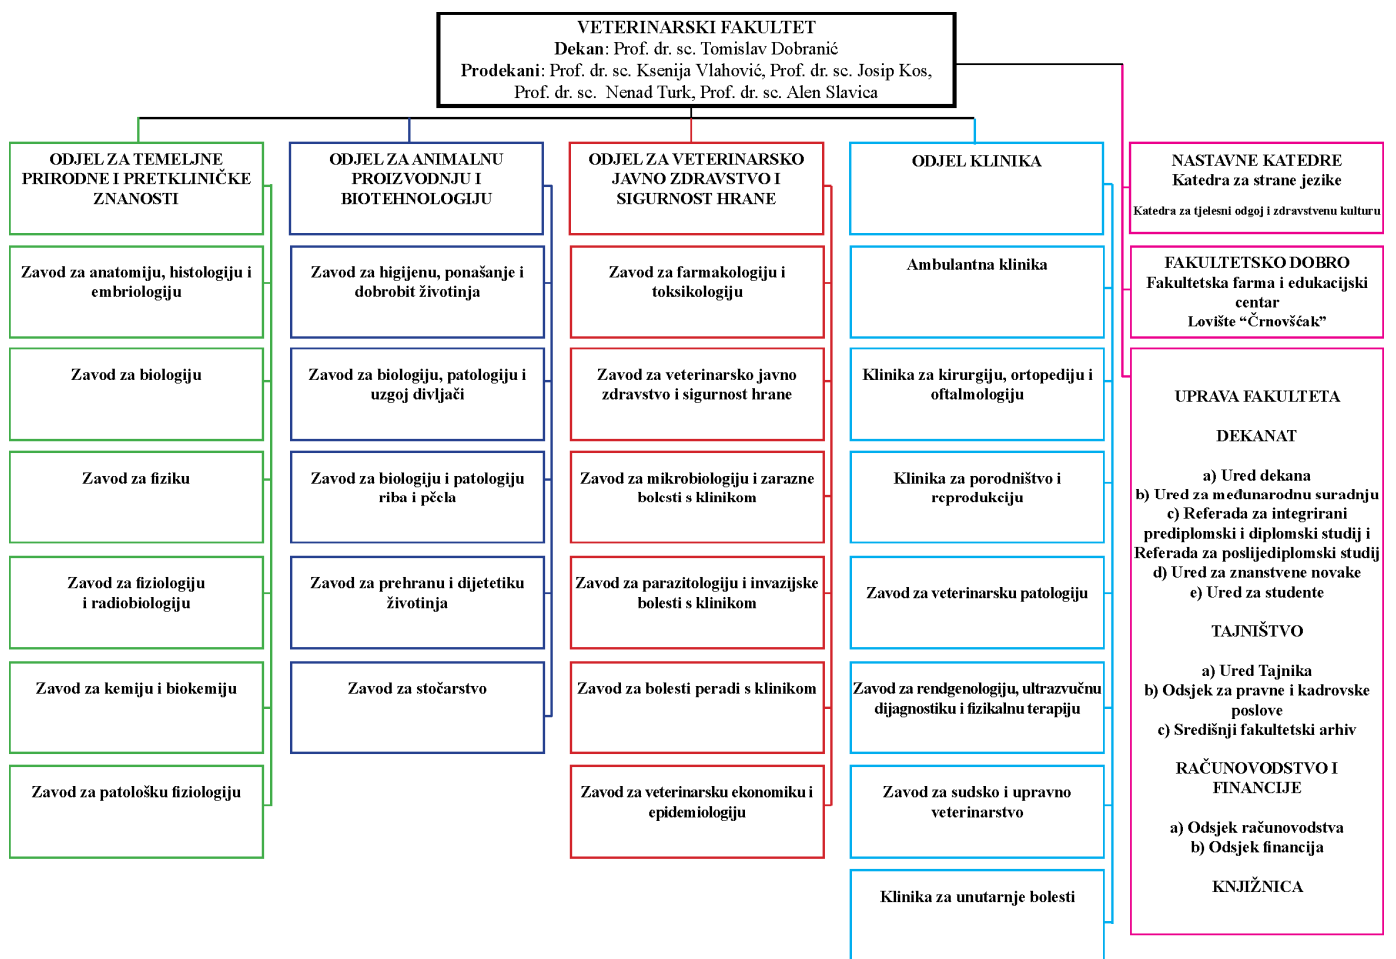 VETERINARSKI FAKULTET
Dekan: Prof. dr. sc. Tomislav Dobranić
Prodekani: Prof. dr. sc. Ksenija Vlahović, Prof. dr. sc. Josip Kos,
Prof. dr. sc. Nenad Turk, Prof. dr. sc. Alen Slavica
ODJEL ZA TEMELJNE
PRIRODNE I PRETKLINIČKE
ZNANOSTI
Zavod za anatomiju, histologiju i
embriologiju
Zavod za biologiju
Zavod za fiziku
Zavod za fiziologiju
i radiobiologiju
Zavod za kemiju i biokemiju
Zavod za patološku fiziologiju
ODJEL ZA ANIMALNU
PROIZVODNJU I
BIOTEHNOLOGIJU
Zavod za higijenu, ponašanje i
dobrobit životinja
Zavod za biologiju, patologiju i
uzgoj divljači
Zavod za biologiju i patologiju
riba i pčela
Zavod za prehranu i dijetetiku
životinja
Zavod za stočarstvo
ODJEL ZA VETERINARSKO
JAVNO ZDRAVSTVO I
SIGURNOST HRANE
Zavod za farmakologiju i
toksikologiju
Zavod za veterinarsko javno
zdravstvo i sigurnost hrane
Zavod za mikrobiologiju i zarazne
bolesti s klinikom
Zavod za parazitologiju i invazijske
bolesti s klinikom
Zavod za bolesti peradi s klinikom
Zavod za veterinarsku ekonomiku i
epidemiologiju
ODJEL KLINIKA
Ambulantna klinika
Klinika za kirurgiju, ortopediju i
oftalmologiju
Klinika za porodništvo i
reprodukciju
Zavod za veterinarsku patologiju
Zavod za rendgenologiju, ultrazvučnu
dijagnostiku i fizikalnu terapiju
Zavod za sudsko i upravno
veterinarstvo
Klinika za unutarnje bolesti
NASTAVNE KATEDRE
Katedra za strane jezike
Katedra za tjelesni odgoj i zdravstvenu kulturu
FAKULTETSKO DOBRO
Fakultetska farma i edukacijski
centar
Lovište “Črnovšćak”
UPRAVA FAKULTETA
DEKANAT
a) Ured dekana
b) Ured za međunarodnu suradnju
c) Referada za integrirani
prediplomski i diplomski studij i
Referada za poslijediplomski studij
d) Ured za znanstvene novake
e) Ured za studente
TAJNIŠTVO
a) Ured Tajnika
b) Odsjek za pravne i kadrovske
poslove
c) Središnji fakultetski arhiv
RAČUNOVODSTVO I
FINANCIJE
a) Odsjek računovodstva
b) Odsjek financija
KNJIŽNICA